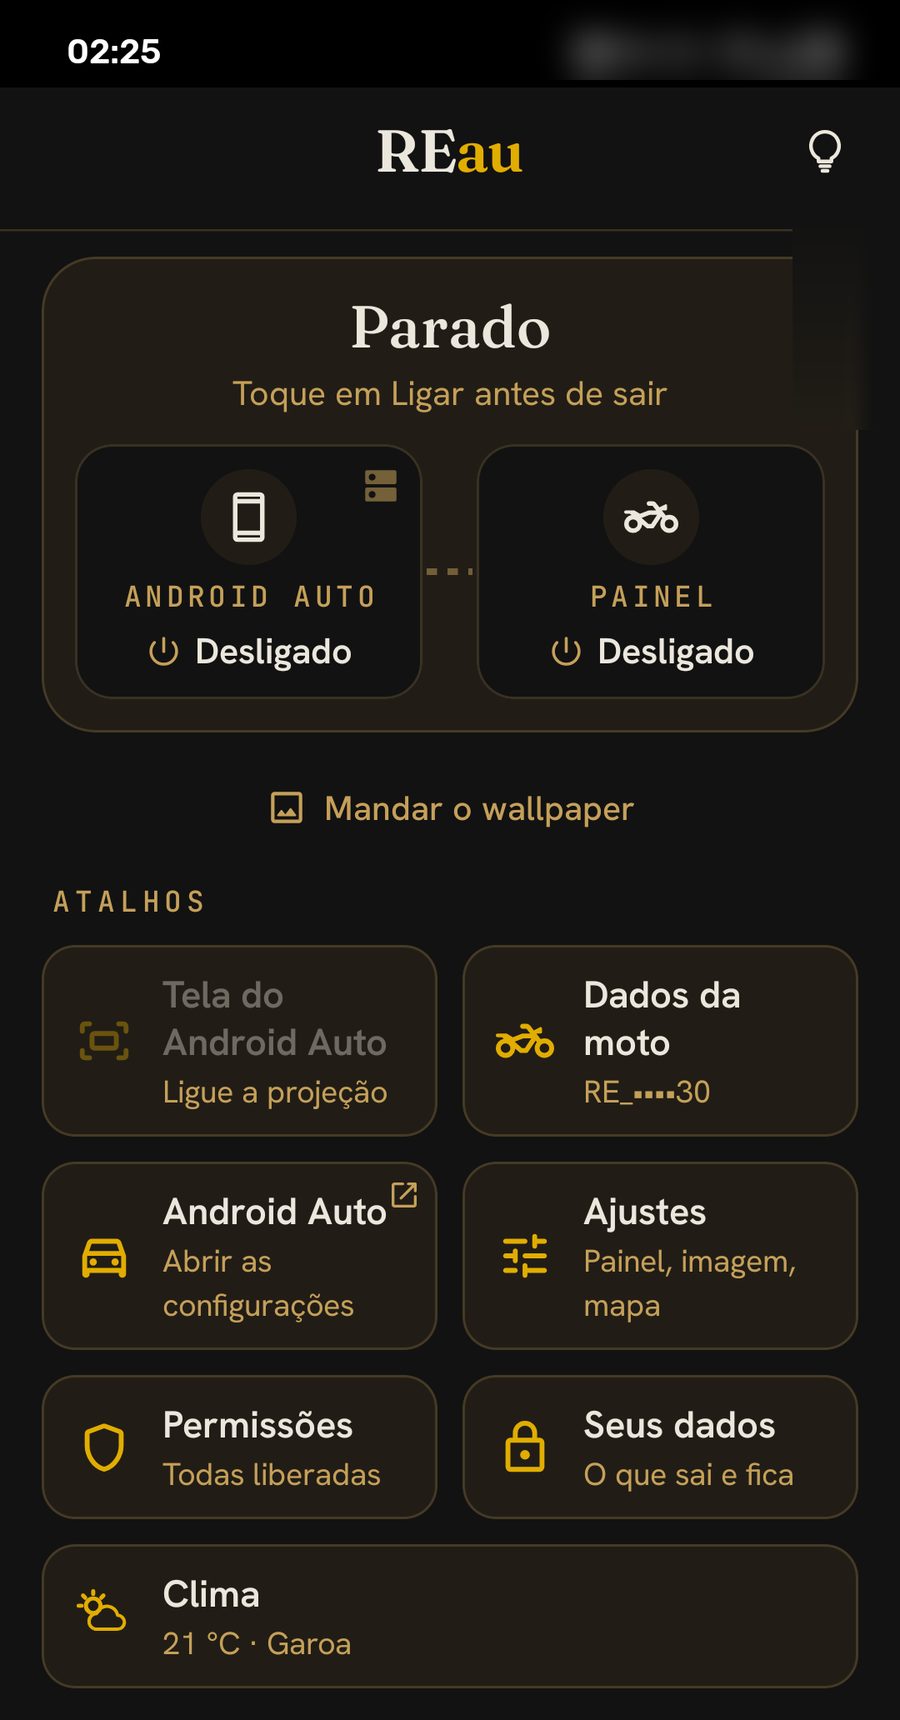 02:25
REau
Parado
Toque em Ligar antes de sair
ANDROID AUTO
Desligado
PAINEL
Desligado
Mandar o wallpaper
ATALHOS
Tela do
Android Auto
Ligue a projeção
Dados da
moto
RE_▪▪▪▪30
Android Auto
Abrir as
configurações
Ajustes
Painel, imagem,
mapa
Permissões
Todas liberadas
Seus dados
O que sai e fica
Clima
21 °C · Garoa